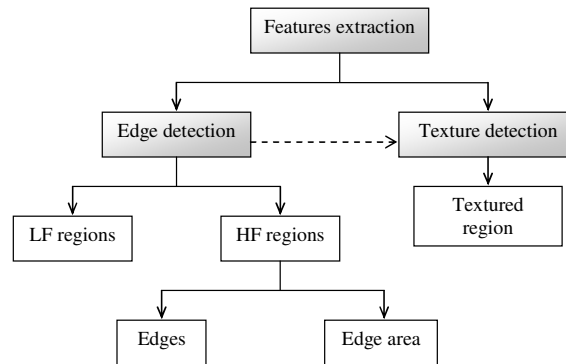 Features extraction
Edge detection
Texture detection
LF regions
HF regions
Textured
region
Edges
Edge area